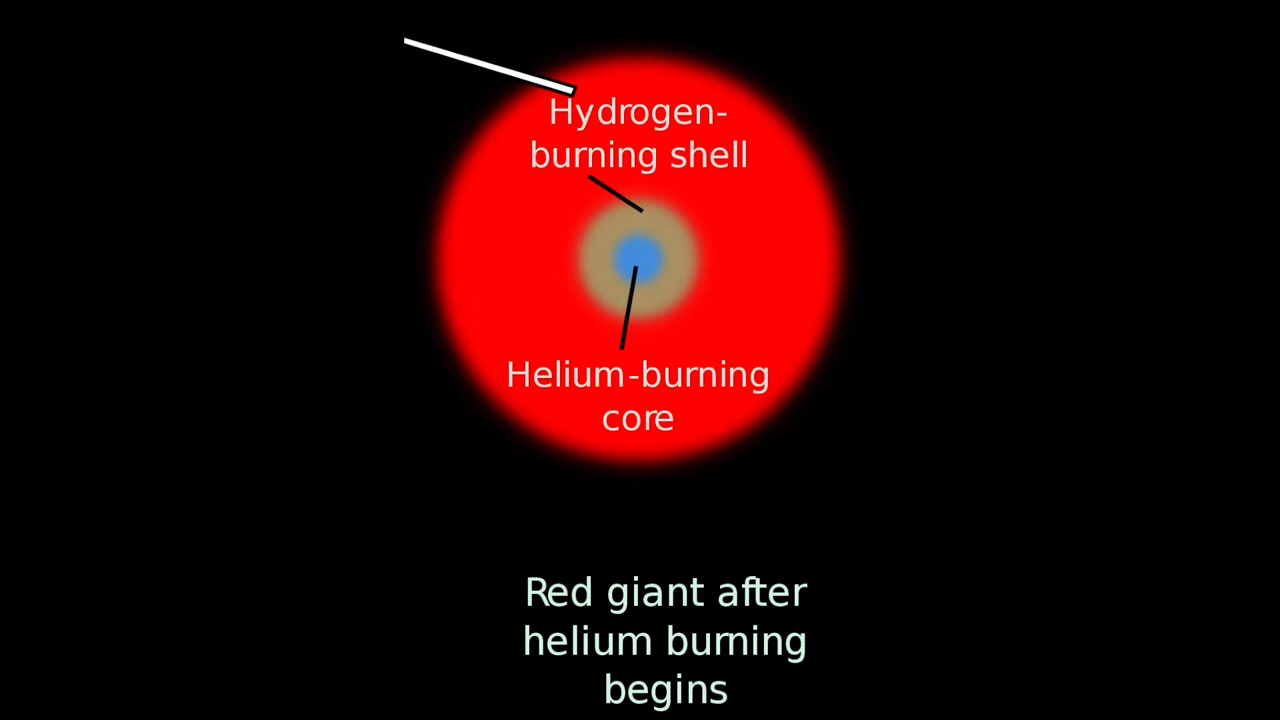 Hydrogen-
burning shell
Helium-burning
core
Red giant after
helium burning
begins